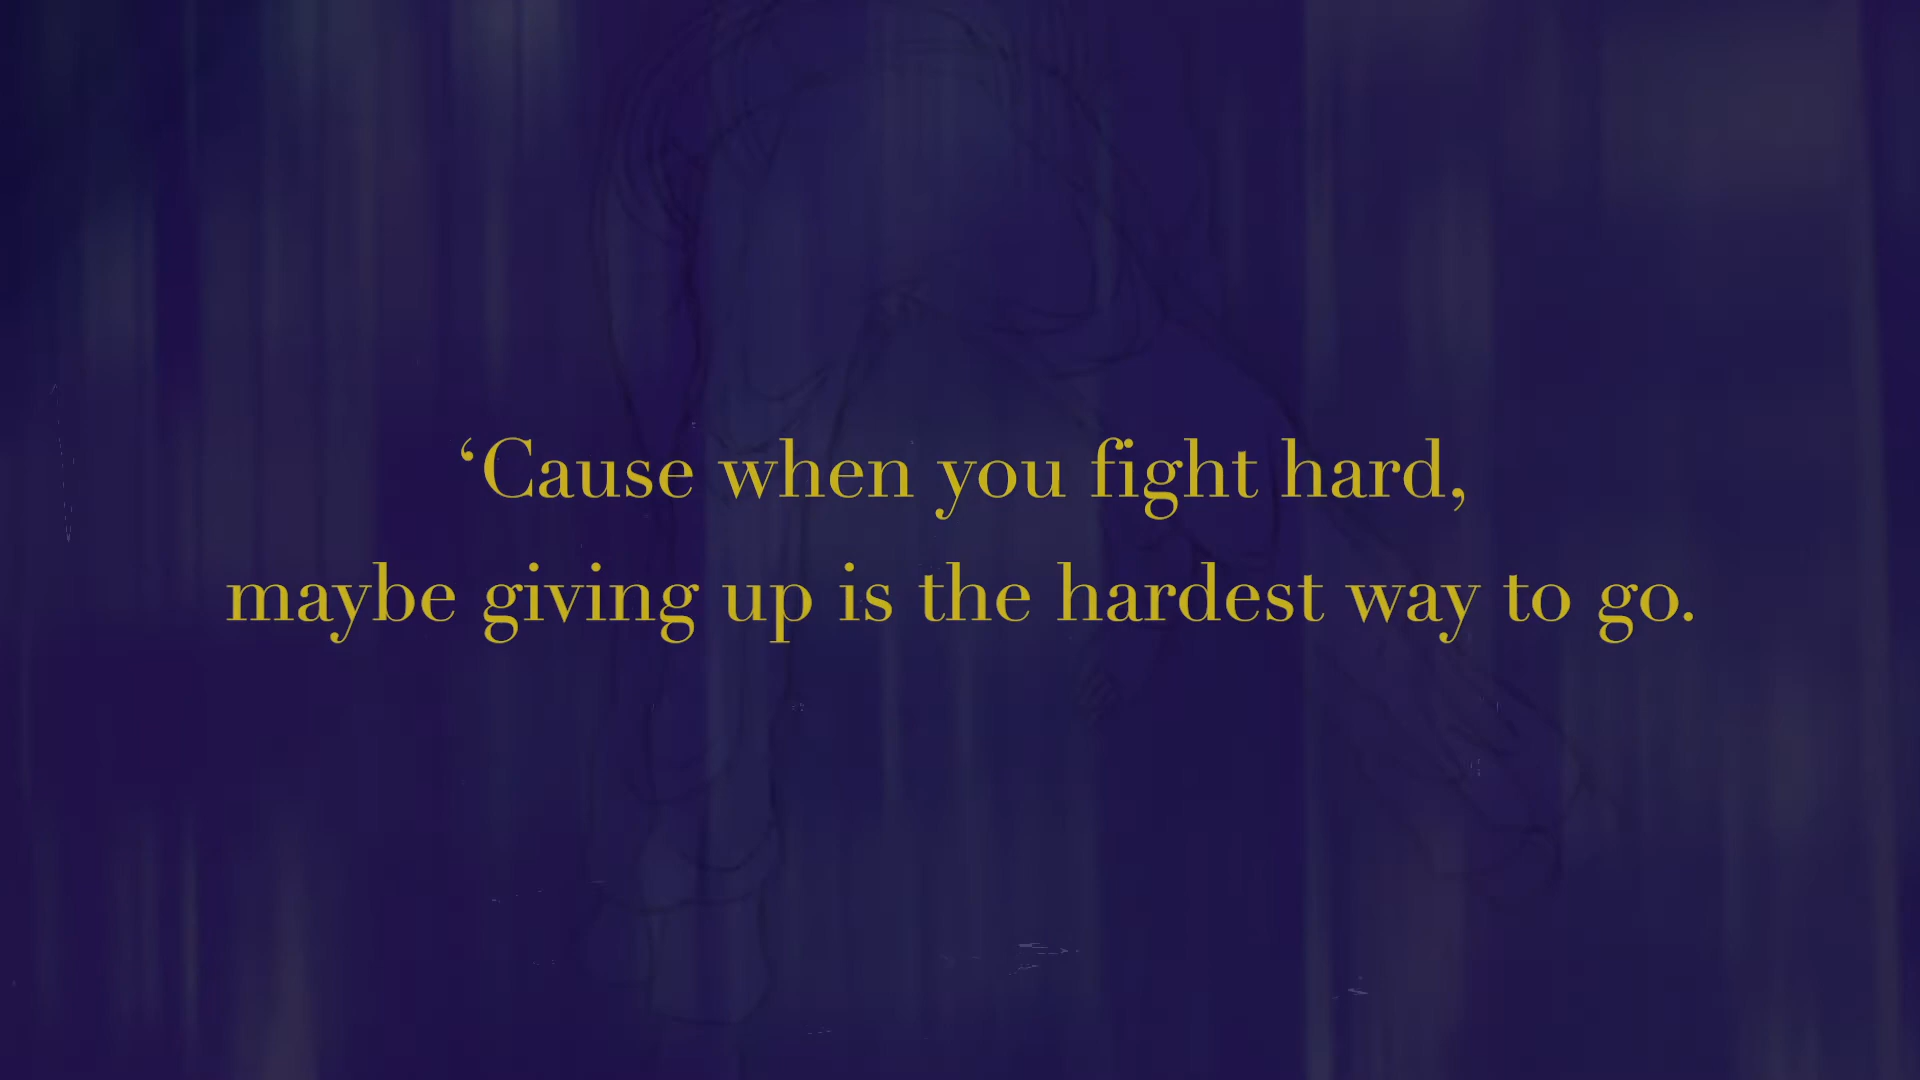 ‘Cause when you fight hard,
maybe giving up is the hardest way to go.